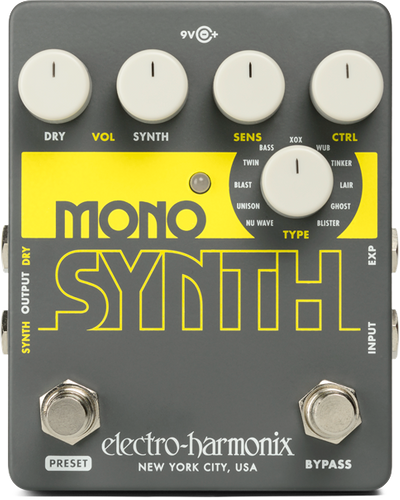 9V +
DRY VOL SYNTH SENS CTRL
XOX
BASS WUB
TWIN TINKER
BLAST LAIR
UNISON GHOST
NU WAVE BLISTER
TYPE
MONO
SYNTH
SYNTH OUTPUT DRY
EXP
INPUT
electro-harmonix
PRESET NEW YORK CITY, USA BYPASS